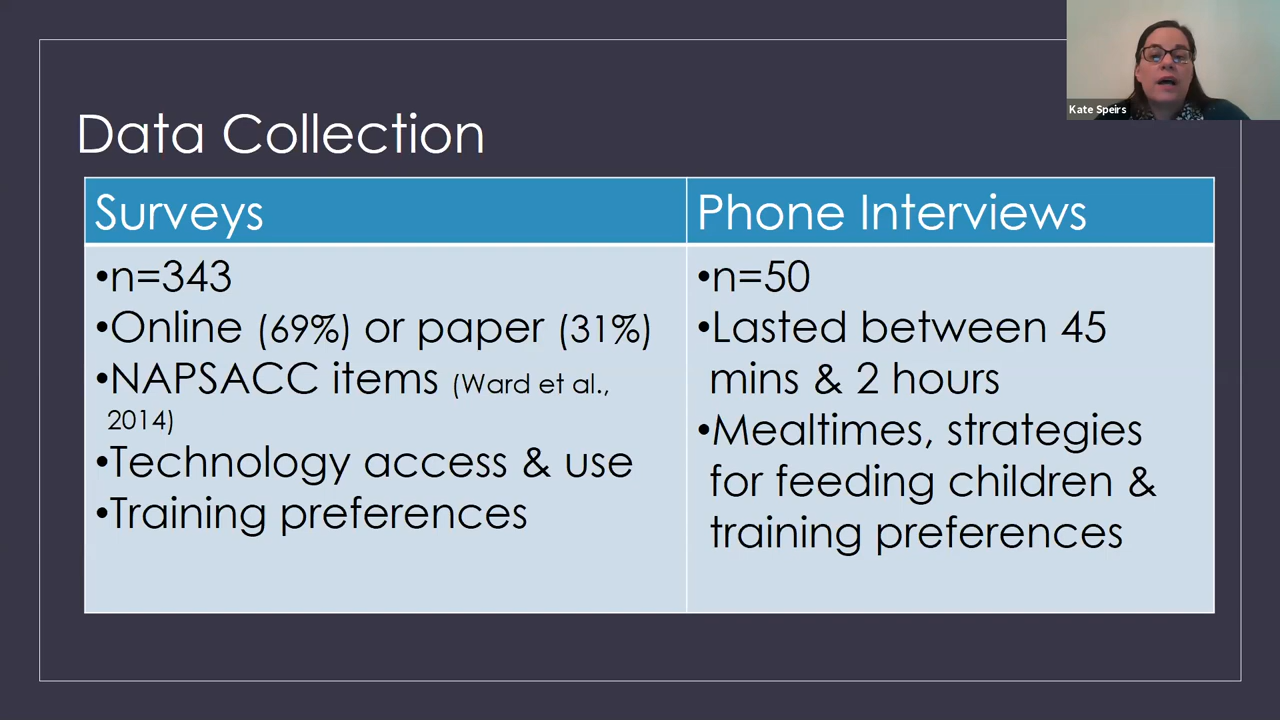 Kate Speirs
Data Collection
Surveys
•n=343
•Online (69%) or paper (31%)
•NAPSACC items (Ward et al.,
2014)
•Technology access & use
•Training preferences
Phone Interviews
•n=50
•Lasted between 45
mins & 2 hours
•Mealtimes, strategies
for feeding children &
training preferences